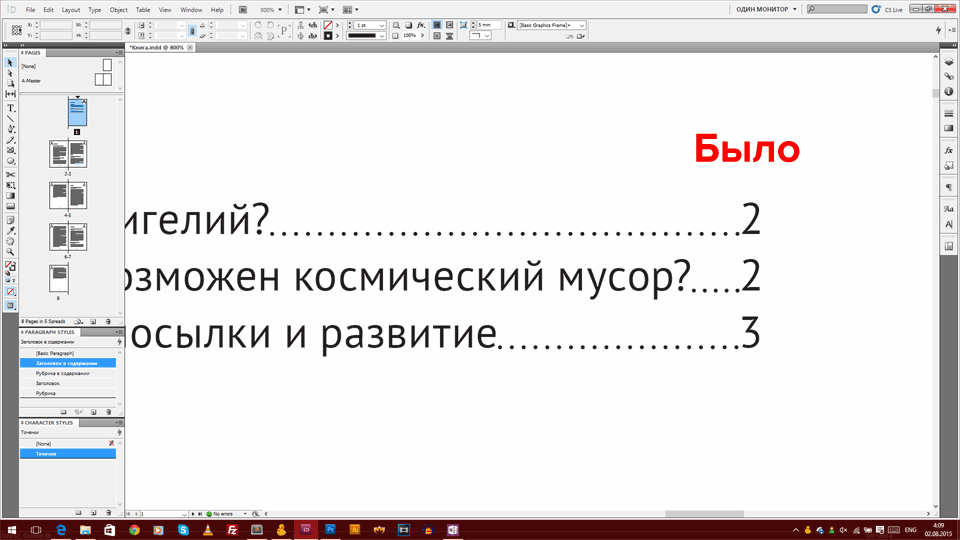 File Edit Layout Type Object Table View Window Help 800% ОДИН МОНИТОР CS Live
X: W: 1 pt 5 mm [Basic Graphics Frame]+
Y: H: 100%
*Книга.indd @ 800%
PAGES
[None]
A-Master
1
2-3
4-5
6-7
8
8 Pages in 5 Spreads
PARAGRAPH STYLES
Заголовок в содержании
[Basic Paragraph]
Заголовок в содержании
Рубрика в содержании
Заголовок
Рубрика
CHARACTER STYLES
Точечки
[None]
Точечки
Было
игелий?........................................2
озможен космический мусор?.....2
осылки и развитие.....................3
1 No errors
ENG 4:09
02.08.2015